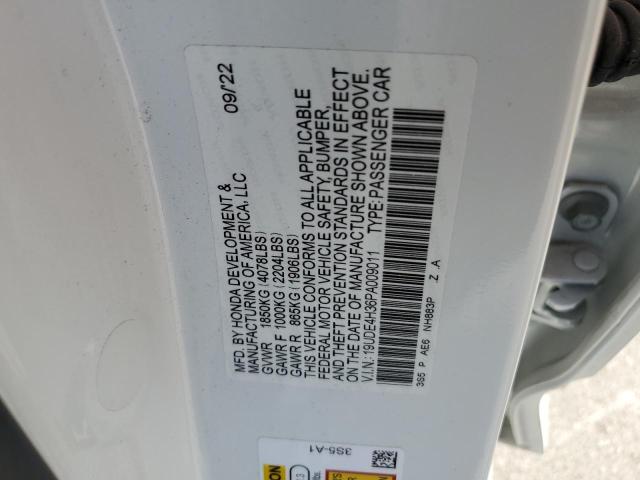 MFD. BY HONDA DEVELOPMENT & 09/22
MANUFACTURING OF AMERICA, LLC
GVWR 1850KG(4078LBS)
GAWR F 1000KG(2204LBS)
GAWR R 865KG(1906LBS)
THIS VEHICLE CONFORMS TO ALL APPLICABLE
FEDERAL MOTOR VEHICLE SAFETY, BUMPER,
AND THEFT PREVENTION STANDARDS IN EFFECT
ON THE DATE OF MANUFACTURE SHOWN ABOVE.
V.I.N.:19UDE4H36PA009011 TYPE:PASSENGER CAR
3S5 P AE6 NH883P .Z .A
3S5-A1